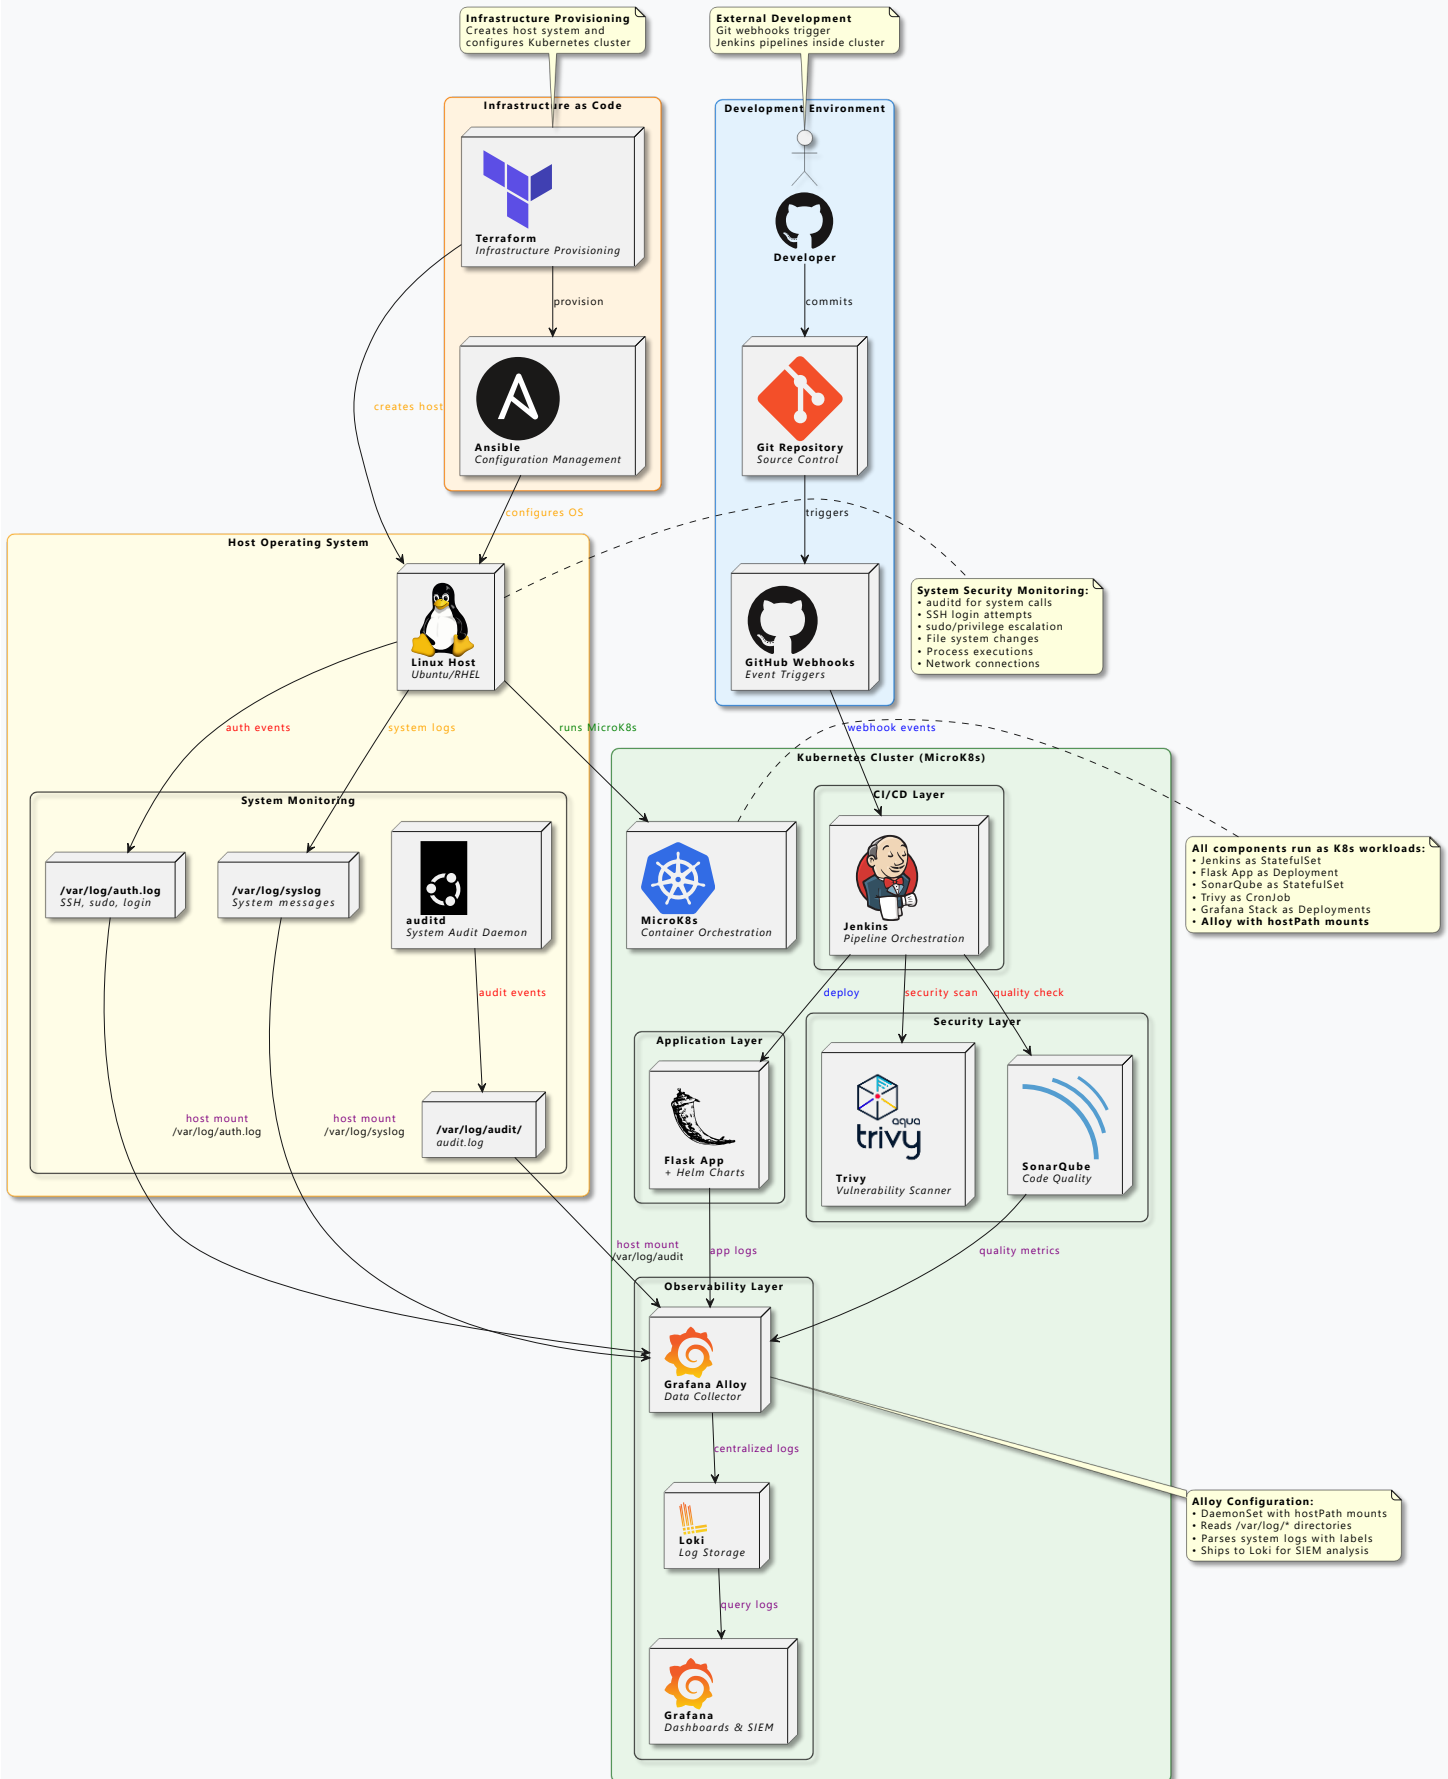 Infrastructure Provisioning
Creates host system and
configures Kubernetes cluster
External Development
Git webhooks trigger
Jenkins pipelines inside cluster
Infrastructure as Code
Terraform
Infrastructure Provisioning
provision
creates host
Ansible
Configuration Management
configures OS
Development Environment
Developer
commits
Git Repository
Source Control
triggers
GitHub Webhooks
Event Triggers
webhook events
System Security Monitoring:
• auditd for system calls
• SSH login attempts
• sudo/privilege escalation
• File system changes
• Process executions
• Network connections
Host Operating System
Linux Host
Ubuntu/RHEL
auth events
system logs
runs MicroK8s
System Monitoring
/var/log/auth.log
SSH, sudo, login
/var/log/syslog
System messages
auditd
System Audit Daemon
audit events
/var/log/audit/
audit.log
host mount
/var/log/auth.log
host mount
/var/log/syslog
host mount
/var/log/audit
Kubernetes Cluster (MicroK8s)
MicroK8s
Container Orchestration
CI/CD Layer
Jenkins
Pipeline Orchestration
All components run as K8s workloads:
• Jenkins as StatefulSet
• Flask App as Deployment
• SonarQube as StatefulSet
• Trivy as CronJob
• Grafana Stack as Deployments
• Alloy with hostPath mounts
deploy
security scan
quality check
Application Layer
Flask App
+ Helm Charts
Security Layer
aqua
trivy
Trivy
Vulnerability Scanner
SonarQube
Code Quality
app logs
quality metrics
Observability Layer
Grafana Alloy
Data Collector
centralized logs
Loki
Log Storage
query logs
Grafana
Dashboards & SIEM
Alloy Configuration:
• DaemonSet with hostPath mounts
• Reads /var/log/* directories
• Parses system logs with labels
• Ships to Loki for SIEM analysis